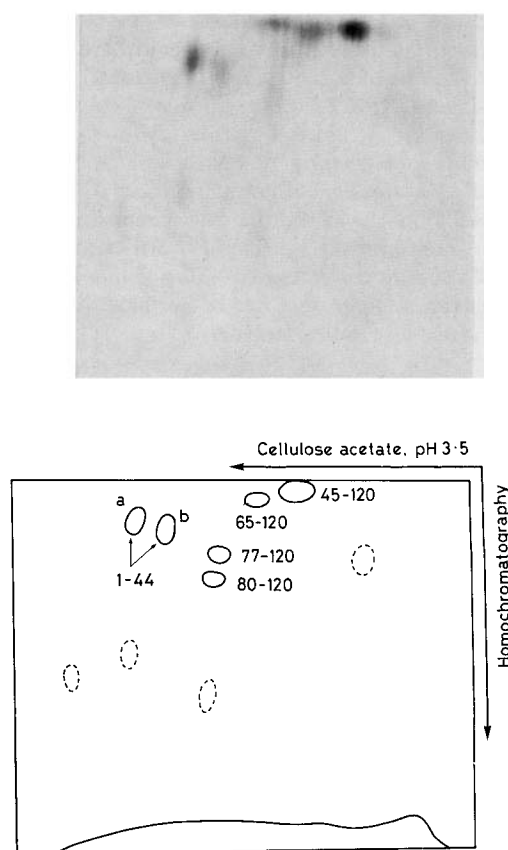 Cellulose acetate, pH 3·5
Homochromatography
a
b
45-120
65-120
1-44
77-120
80-120